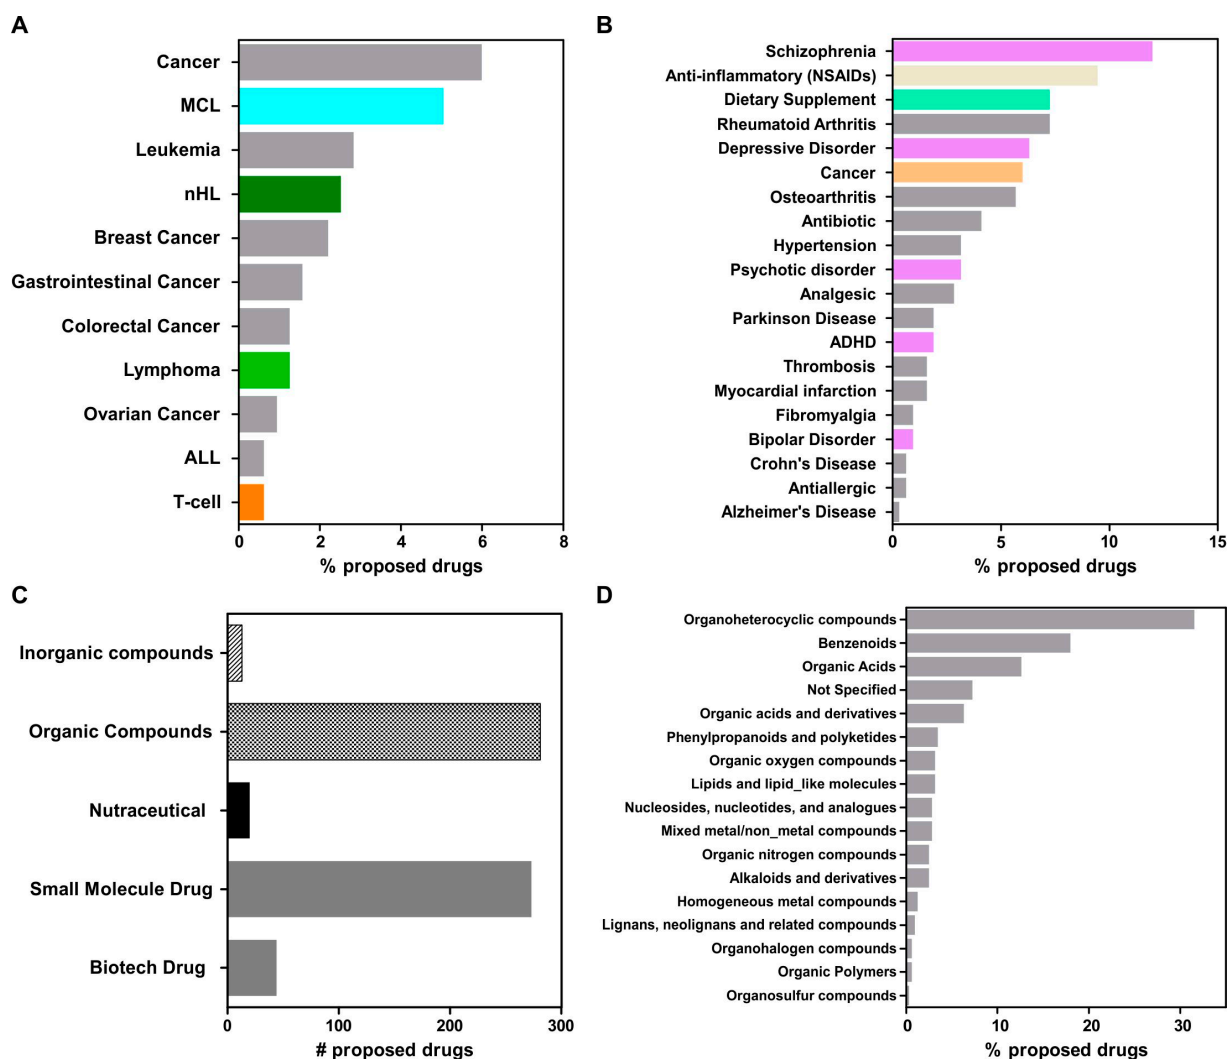 A
Cancer
MCL
Leukemia
nHL
Breast Cancer
Gastrointestinal Cancer
Colorectal Cancer
Lymphoma
Ovarian Cancer
ALL
T-cell
0 2 4 6 8
% proposed drugs
B
Schizophrenia
Anti-inflammatory (NSAIDs)
Dietary Supplement
Rheumatoid Arthritis
Depressive Disorder
Cancer
Osteoarthritis
Antibiotic
Hypertension
Psychotic disorder
Analgesic
Parkinson Disease
ADHD
Thrombosis
Myocardial infarction
Fibromyalgia
Bipolar Disorder
Crohn's Disease
Antiallergic
Alzheimer's Disease
0 5 10 15
% proposed drugs
C
Inorganic compounds
Organic Compounds
Nutraceutical
Small Molecule Drug
Biotech Drug
0 100 200 300
# proposed drugs
D
Organoheterocyclic compounds
Benzenoids
Organic Acids
Not Specified
Organic acids and derivatives
Phenylpropanoids and polyketides
Organic oxygen compounds
Lipids and lipid_like molecules
Nucleosides, nucleotides, and analogues
Mixed metal/non_metal compounds
Organic nitrogen compounds
Alkaloids and derivatives
Homogeneous metal compounds
Lignans, neolignans and related compounds
Organohalogen compounds
Organic Polymers
Organosulfur compounds
0 10 20 30
% proposed drugs